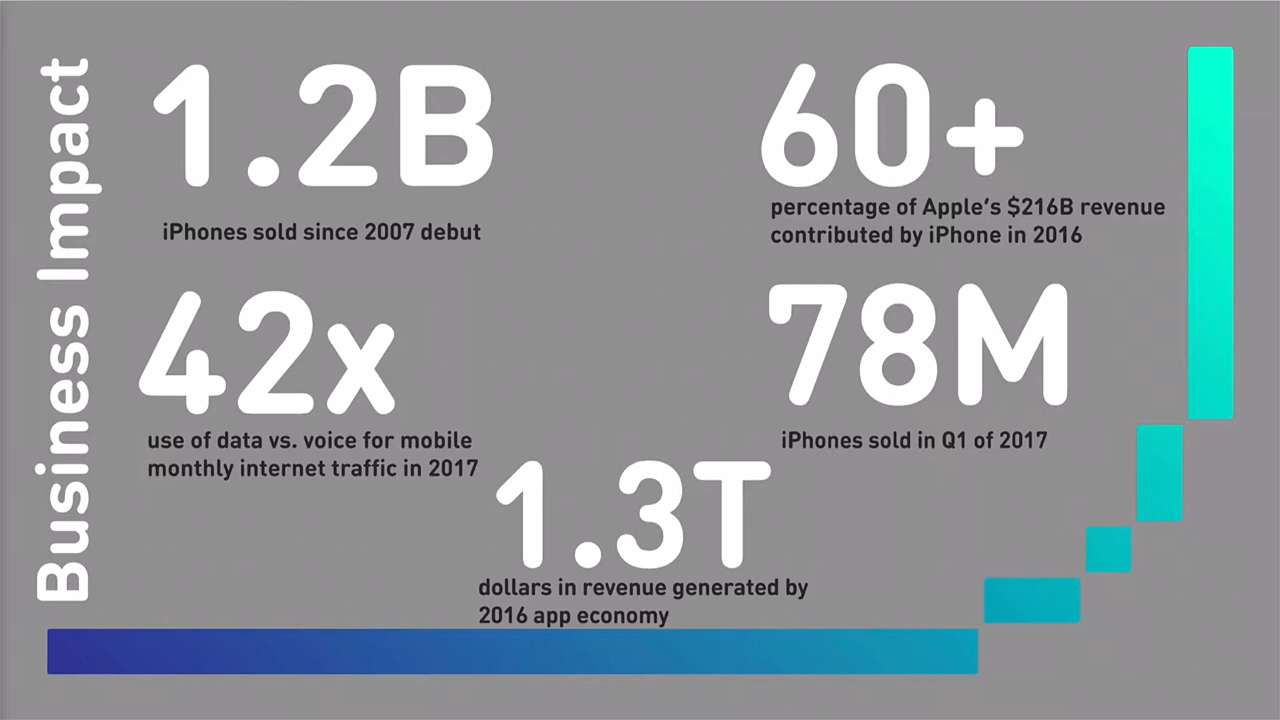 Business Impact
1.2B
iPhones sold since 2007 debut
60+
percentage of Apple's $216B revenue
contributed by iPhone in 2016
42x
use of data vs. voice for mobile
monthly internet traffic in 2017
78M
iPhones sold in Q1 of 2017
1.3T
dollars in revenue generated by
2016 app economy